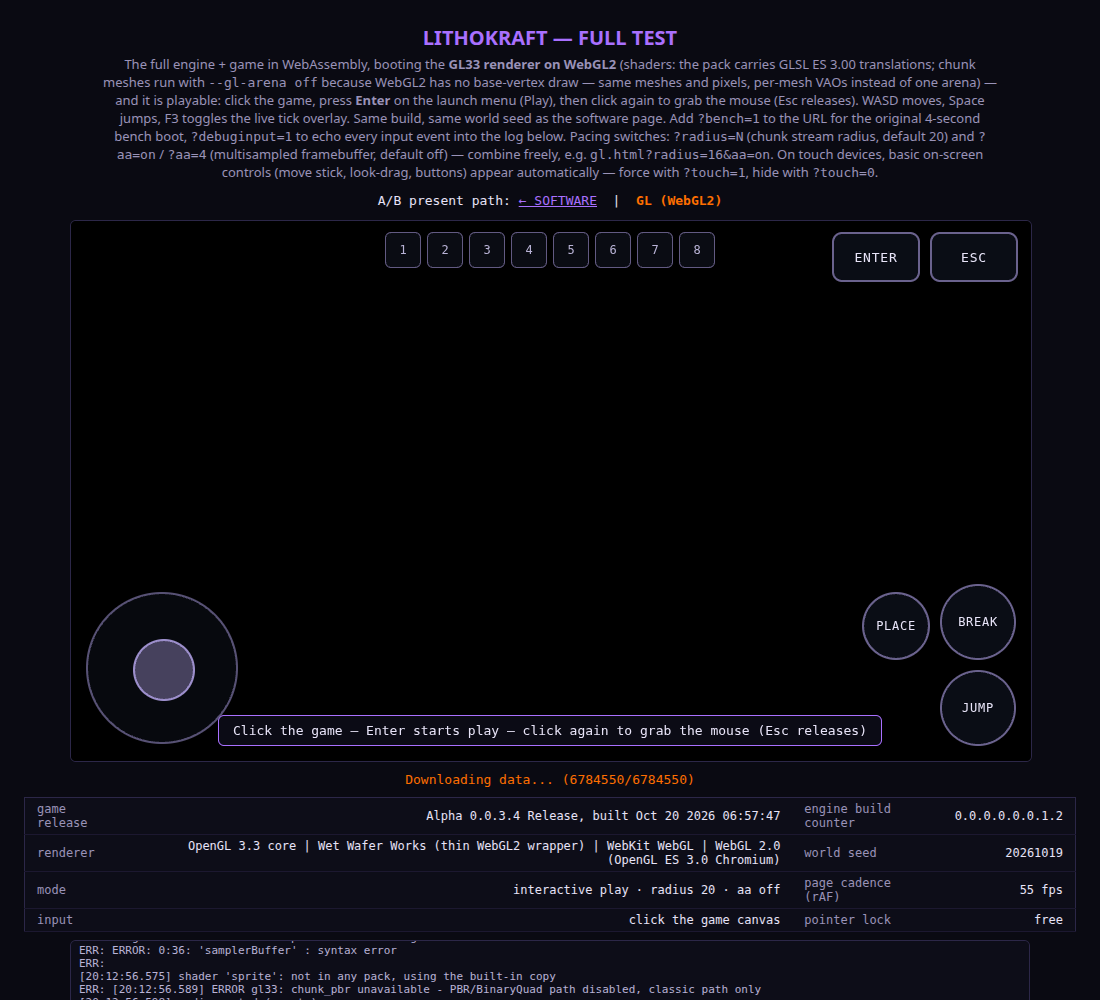 LITHOKRAFT — FULL TEST
The full engine + game in WebAssembly, booting the GL33 renderer on WebGL2 (shaders: the pack carries GLSL ES 3.00 translations; chunk
meshes run with --gl-arena off because WebGL2 has no base-vertex draw — same meshes and pixels, per-mesh VAOs instead of one arena) —
and it is playable: click the game, press Enter on the launch menu (Play), then click again to grab the mouse (Esc releases). WASD moves, Space
jumps, F3 toggles the live tick overlay. Same build, same world seed as the software page. Add ?bench=1 to the URL for the original 4-second
bench boot, ?debuginput=1 to echo every input event into the log below. Pacing switches: ?radius=N (chunk stream radius, default 20) and ?
aa=on / ?aa=4 (multisampled framebuffer, default off) — combine freely, e.g. gl.html?radius=16&aa=on. On touch devices, basic on-screen
controls (move stick, look-drag, buttons) appear automatically — force with ?touch=1, hide with ?touch=0.
A/B present path: ← SOFTWARE | GL (WebGL2)
1 2 3 4 5 6 7 8 ENTER ESC
PLACE BREAK
JUMP
Click the game — Enter starts play — click again to grab the mouse (Esc releases)
Downloading data... (6784550/6784550)
game release Alpha 0.0.3.4 Release, built Oct 20 2026 06:57:47 engine build counter 0.0.0.0.0.0.1.2
renderer OpenGL 3.3 core | Wet Wafer Works (thin WebGL2 wrapper) | WebKit WebGL | WebGL 2.0 (OpenGL ES 3.0 Chromium) world seed 20261019
mode interactive play · radius 20 · aa off page cadence (rAF) 55 fps
input click the game canvas pointer lock free
ERR: ERROR: 0:36: 'samplerBuffer' : syntax error
ERR:
[20:12:56.575] shader 'sprite': not in any pack, using the built-in copy
ERR: [20:12:56.589] ERROR gl33: chunk_pbr unavailable - PBR/BinaryQuad path disabled, classic path only